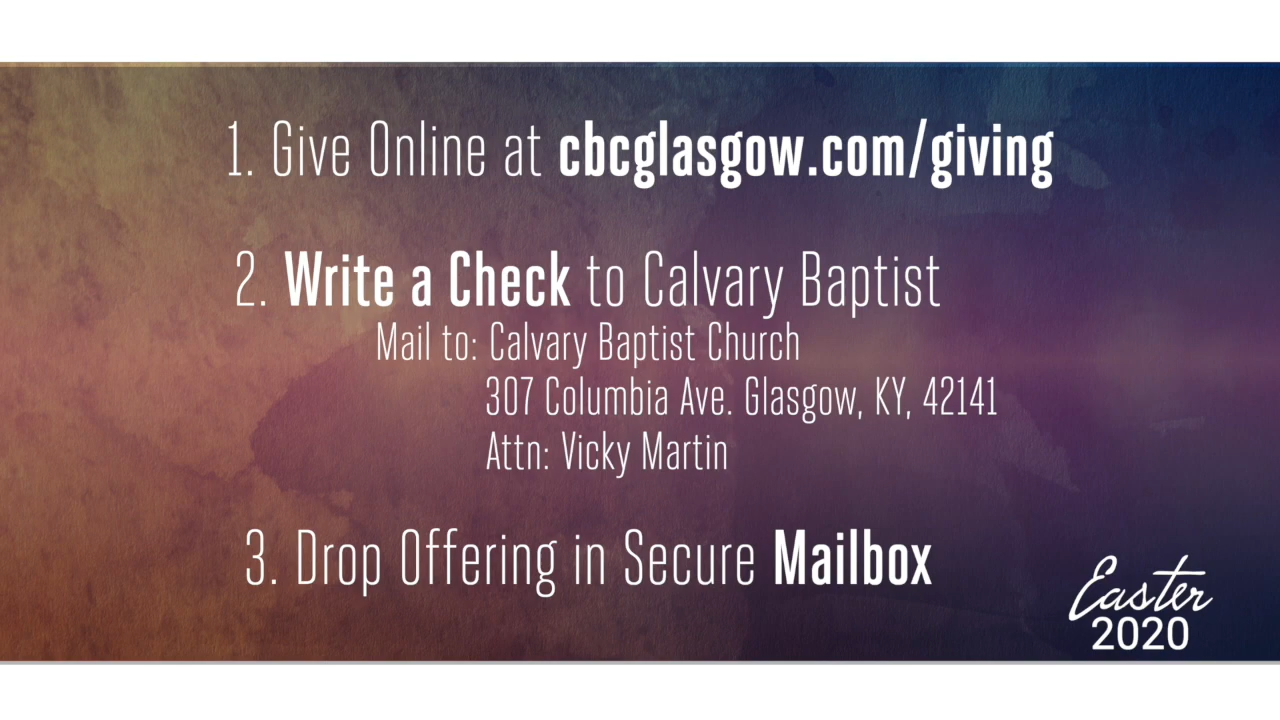 1. Give Online at cbcglasgow.com/giving
2. Write a Check to Calvary Baptist
Mail to: Calvary Baptist Church
307 Columbia Ave. Glasgow, KY, 42141
Attn: Vicky Martin
3. Drop Offering in Secure Mailbox
Easter
2020